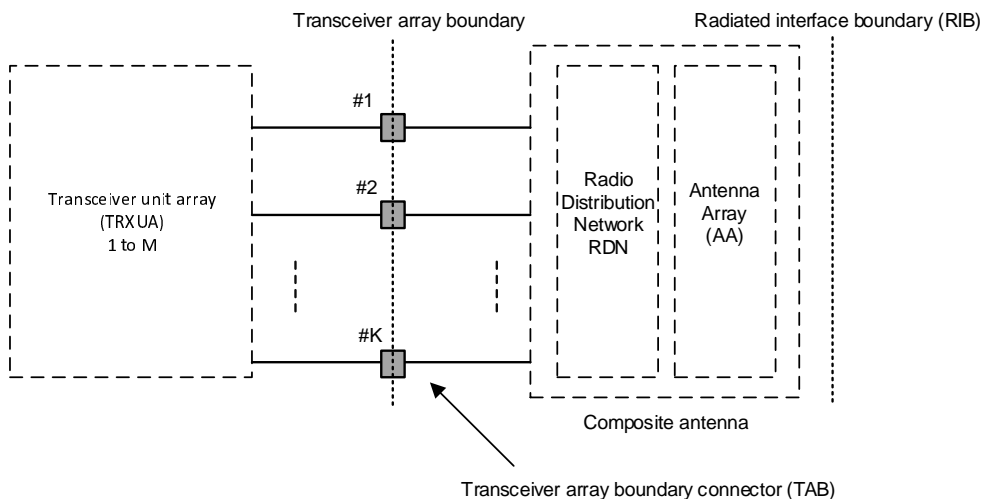 Transceiver array boundary
Radiated interface boundary (RIB)
#1
#2
#K
Transceiver unit array
(TRXUA)
1 to M
Radio
Distribution
Network
RDN
Antenna
Array
(AA)
Composite antenna
Transceiver array boundary connector (TAB)